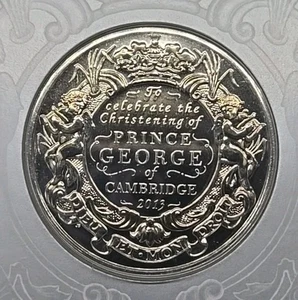 To
celebrate the
Christening of
PRINCE
GEORGE
of
CAMBRIDGE
2013
DIEU ET MON DROIT